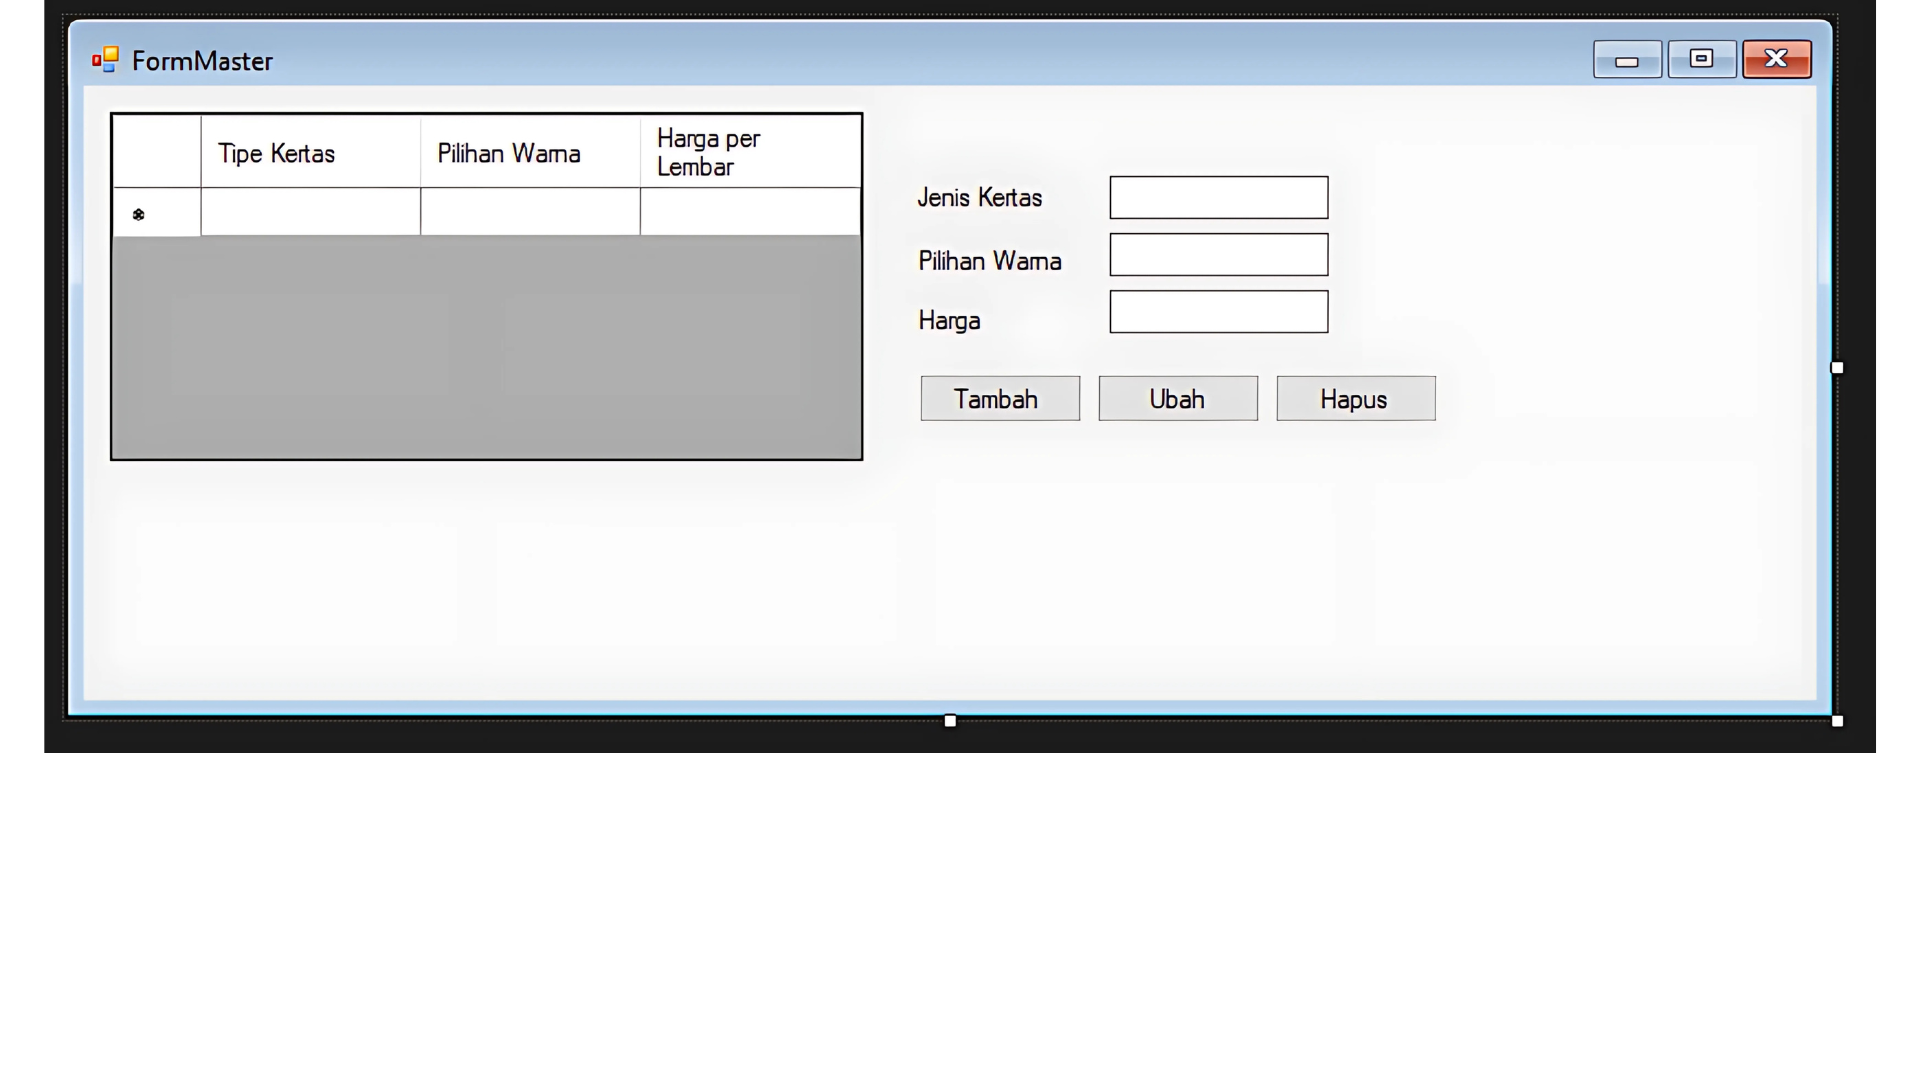 FormMaster
Tipe Kertas
Pilihan Warna
Harga per
Lembar
Jenis Kertas
Pilihan Warna
Harga
Tambah
Ubah
Hapus